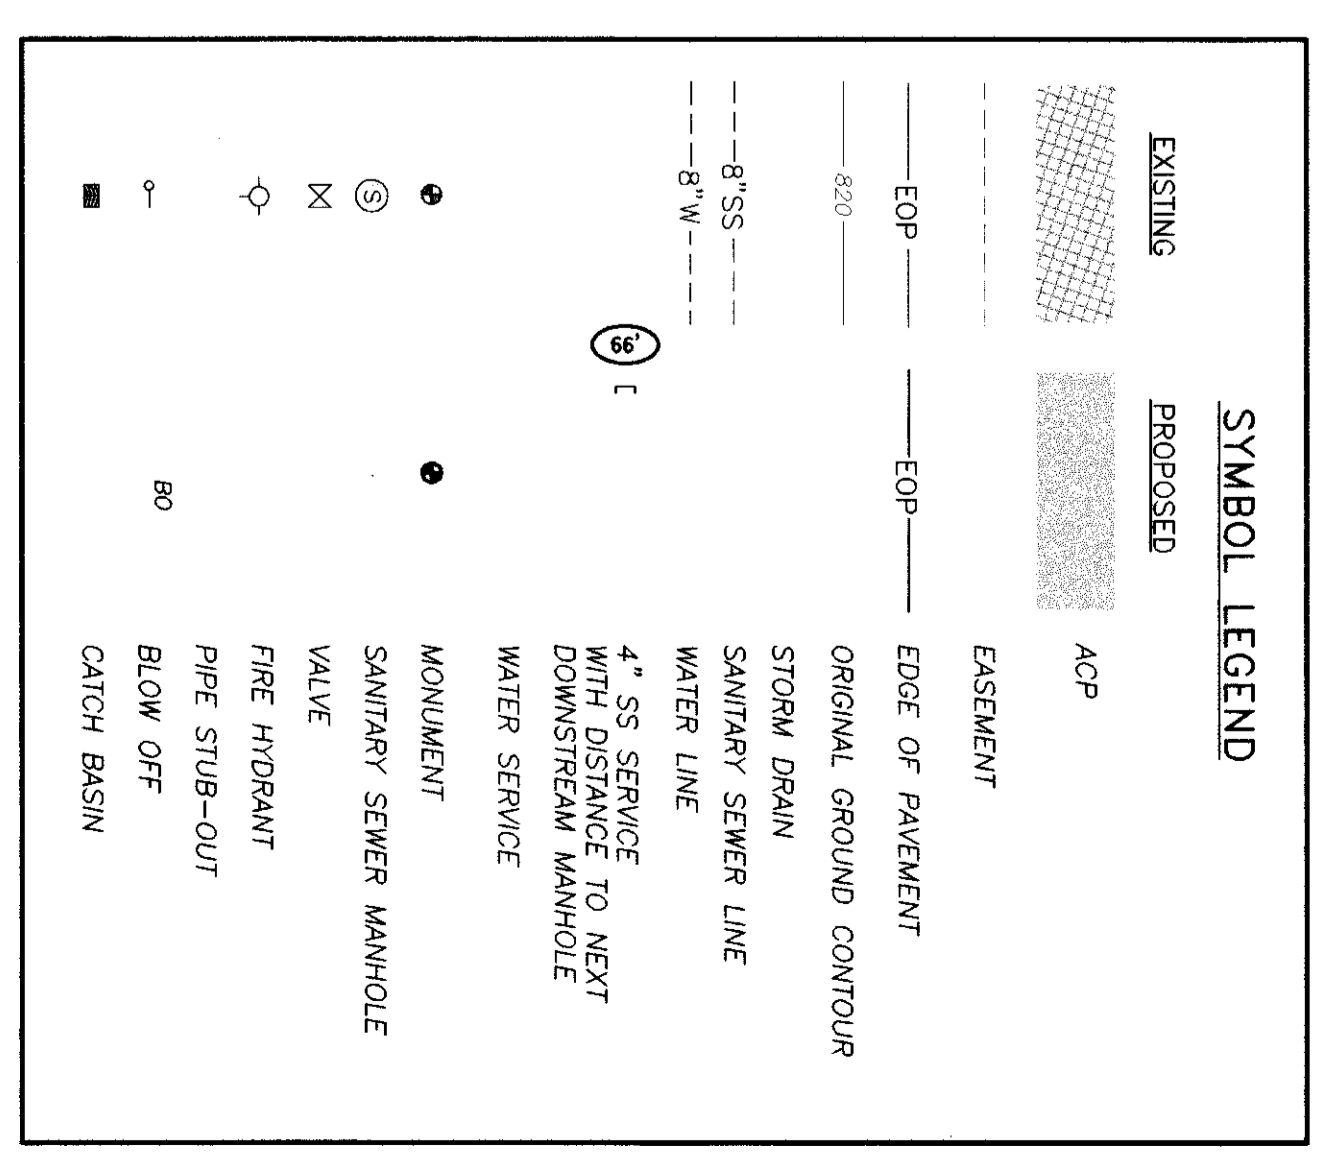 SYMBOL LEGEND
EXISTING PROPOSED
ACP
EASEMENT
EOP EOP EDGE OF PAVEMENT
820 ORIGINAL GROUND CONTOUR
STORM DRAIN
8"SS SANITARY SEWER LINE
8"W WATER LINE
66' 4" SS SERVICE
WITH DISTANCE TO NEXT
DOWNSTREAM MANHOLE
WATER SERVICE
MONUMENT
S SANITARY SEWER MANHOLE
VALVE
FIRE HYDRANT
PIPE STUB-OUT
BO BLOW OFF
CATCH BASIN